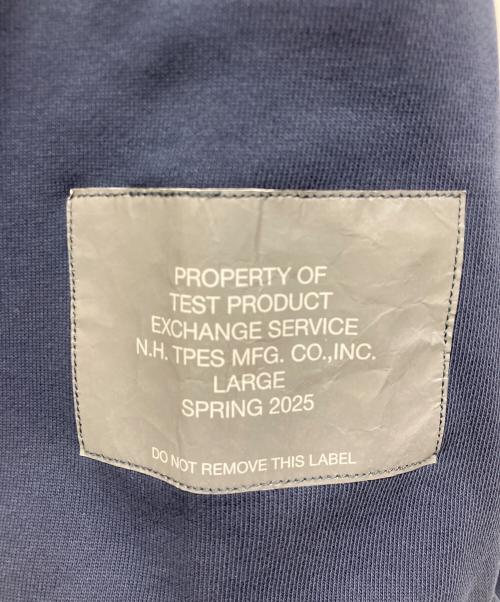 PROPERTY OF
TEST PRODUCT
EXCHANGE SERVICE
N.H. TPES MFG. CO.,INC.
LARGE
SPRING 2025
DO NOT REMOVE THIS LABEL